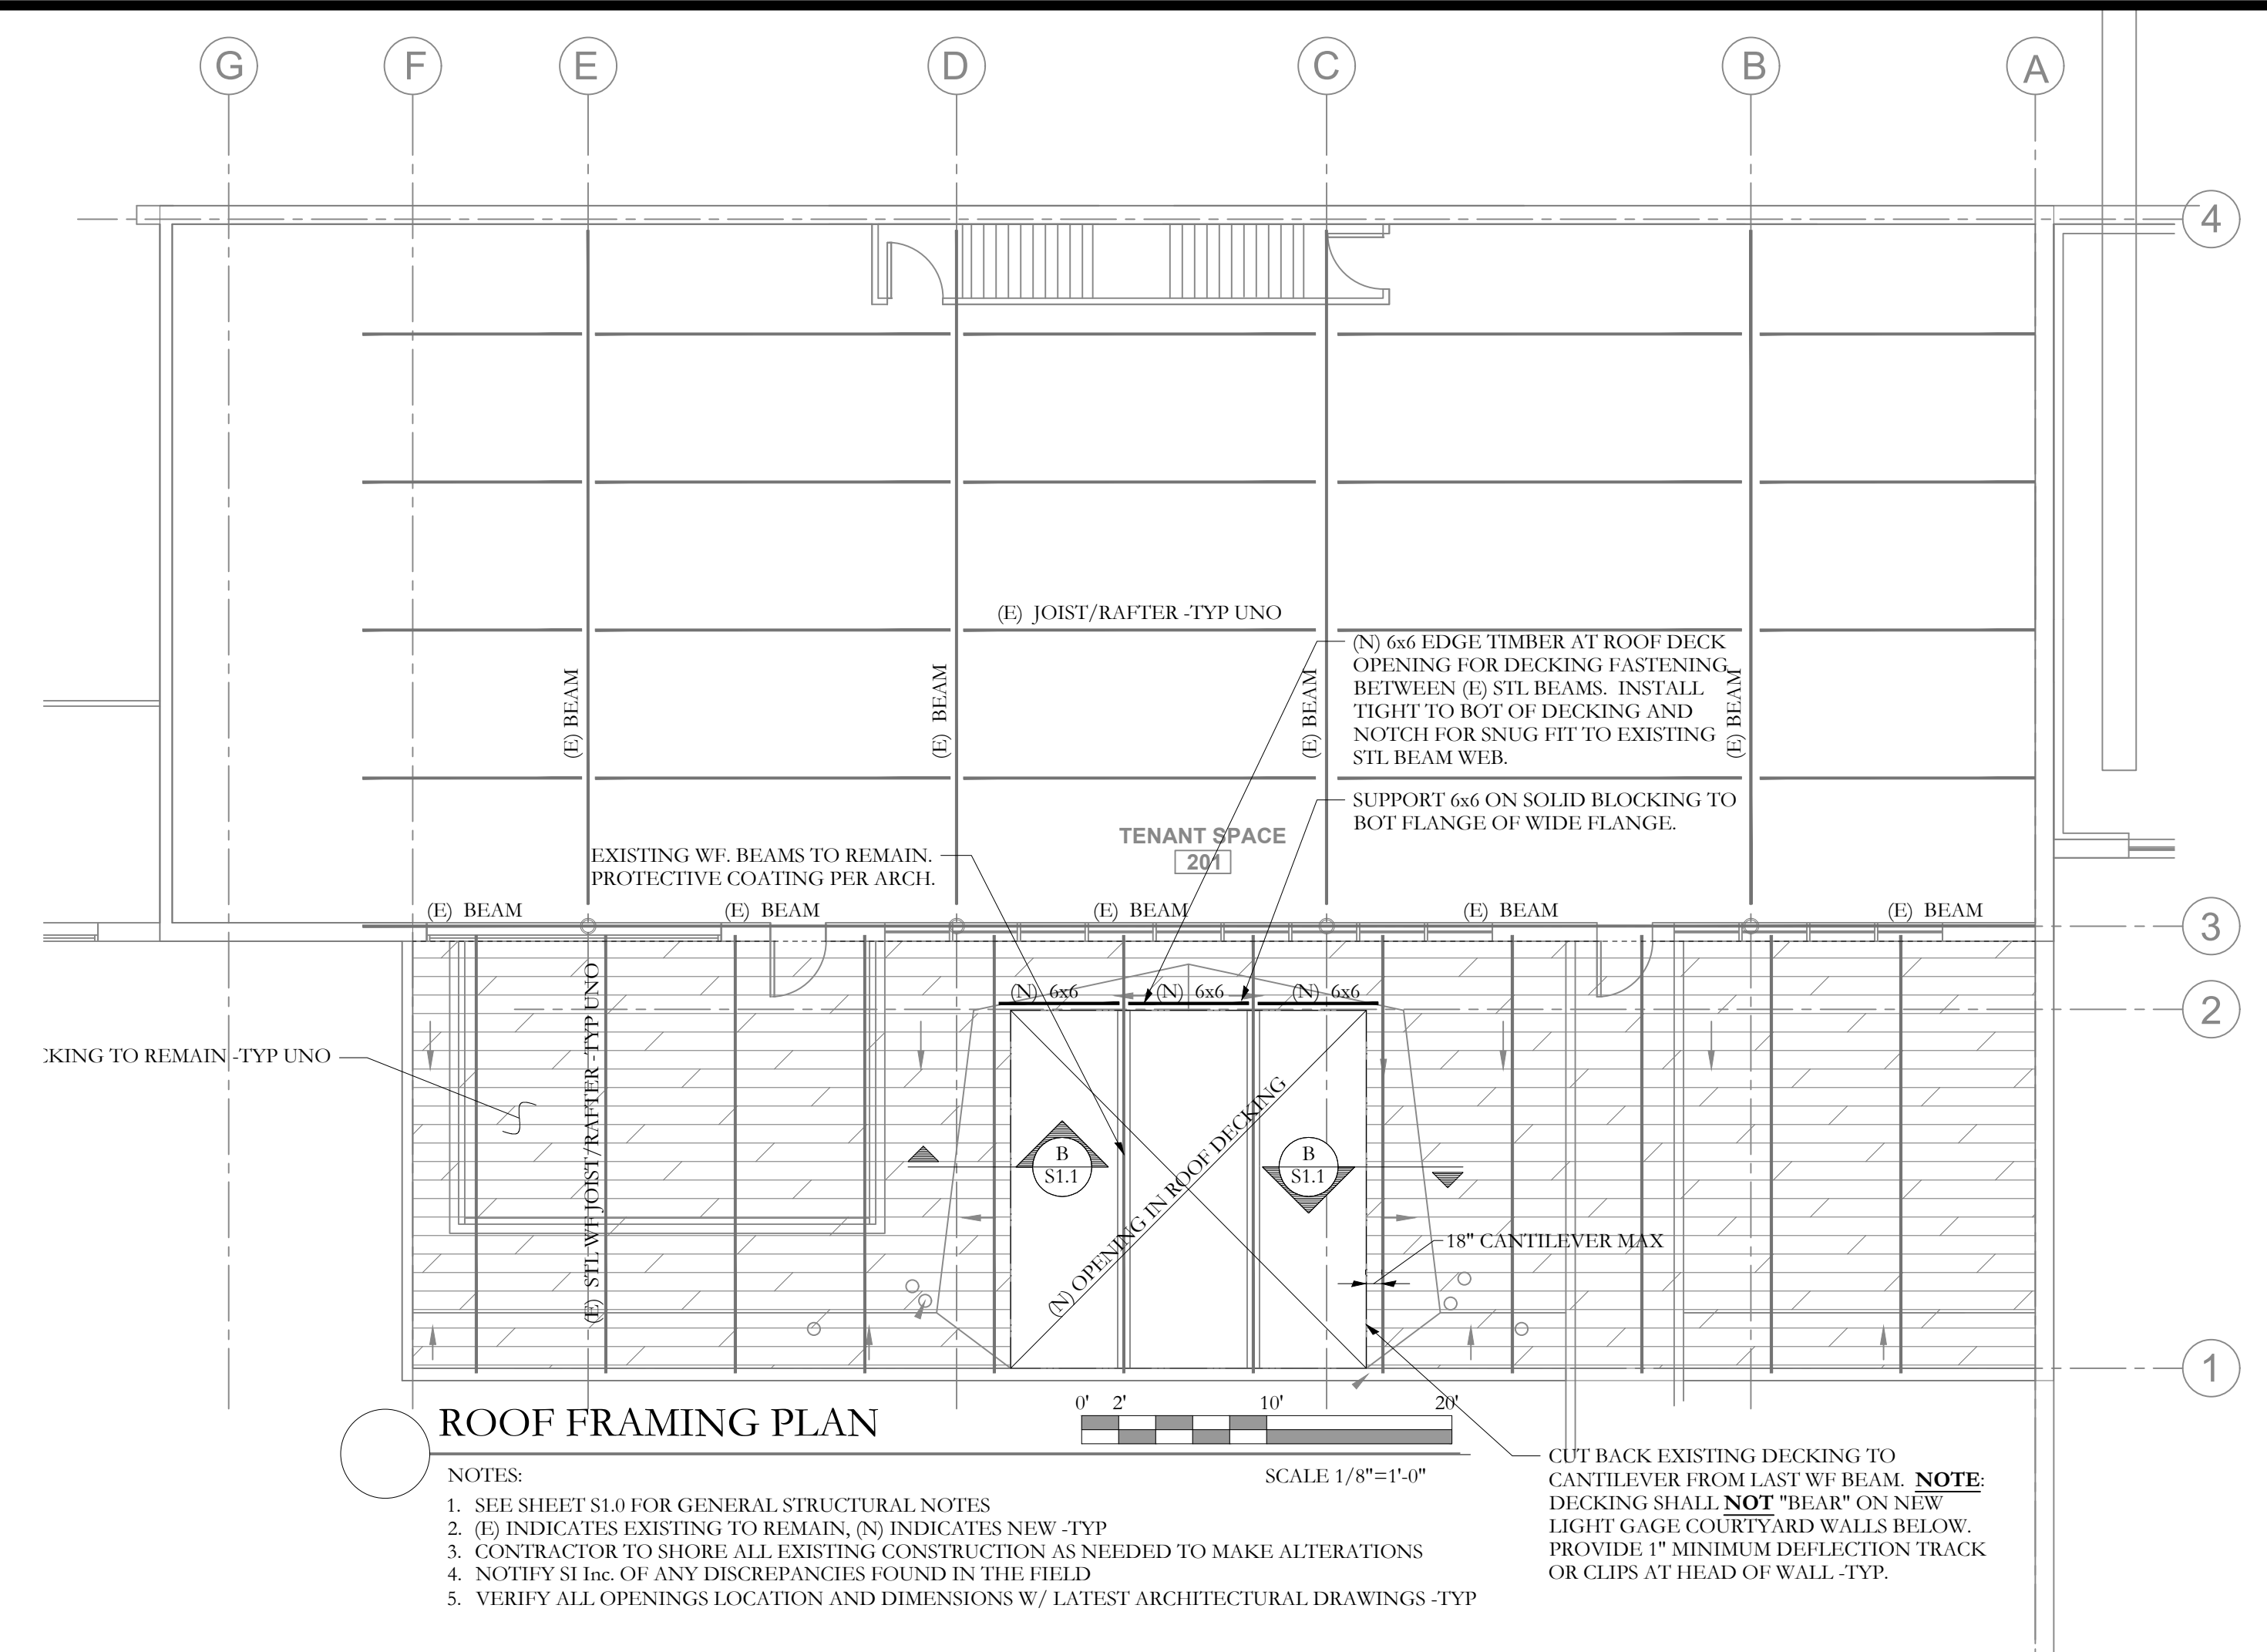 G F E D C B A
4
(E) JOIST/RAFTER -TYP UNO
(N) 6x6 EDGE TIMBER AT ROOF DECK
OPENING FOR DECKING FASTENING
BETWEEN (E) STL BEAMS. INSTALL
TIGHT TO BOT OF DECKING AND
NOTCH FOR SNUG FIT TO EXISTING
STL BEAM WEB.
(E) BEAM
(E) BEAM
(E) BEAM
(E) BEAM
SUPPORT 6x6 ON SOLID BLOCKING TO
BOT FLANGE OF WIDE FLANGE.
TENANT SPACE
201
EXISTING WF. BEAMS TO REMAIN.
PROTECTIVE COATING PER ARCH.
(E) BEAM (E) BEAM (E) BEAM (E) BEAM (E) BEAM
3
(N) 6x6 (N) 6x6 (N) 6x6
2
CKING TO REMAIN -TYP UNO
(E) STL WF JOIST/RAFTER -TYP UNO
(N) OPENING IN ROOF DECKING
B
S1.1
B
S1.1
18" CANTILEVER MAX
1
0' 2' 10' 20'
ROOF FRAMING PLAN
SCALE 1/8"=1'-0"
NOTES:
1. SEE SHEET S1.0 FOR GENERAL STRUCTURAL NOTES
2. (E) INDICATES EXISTING TO REMAIN, (N) INDICATES NEW -TYP
3. CONTRACTOR TO SHORE ALL EXISTING CONSTRUCTION AS NEEDED TO MAKE ALTERATIONS
4. NOTIFY SI Inc. OF ANY DISCREPANCIES FOUND IN THE FIELD
5. VERIFY ALL OPENINGS LOCATION AND DIMENSIONS W/ LATEST ARCHITECTURAL DRAWINGS -TYP
CUT BACK EXISTING DECKING TO
CANTILEVER FROM LAST WF BEAM. NOTE:
DECKING SHALL NOT "BEAR" ON NEW
LIGHT GAGE COURTYARD WALLS BELOW.
PROVIDE 1" MINIMUM DEFLECTION TRACK
OR CLIPS AT HEAD OF WALL -TYP.